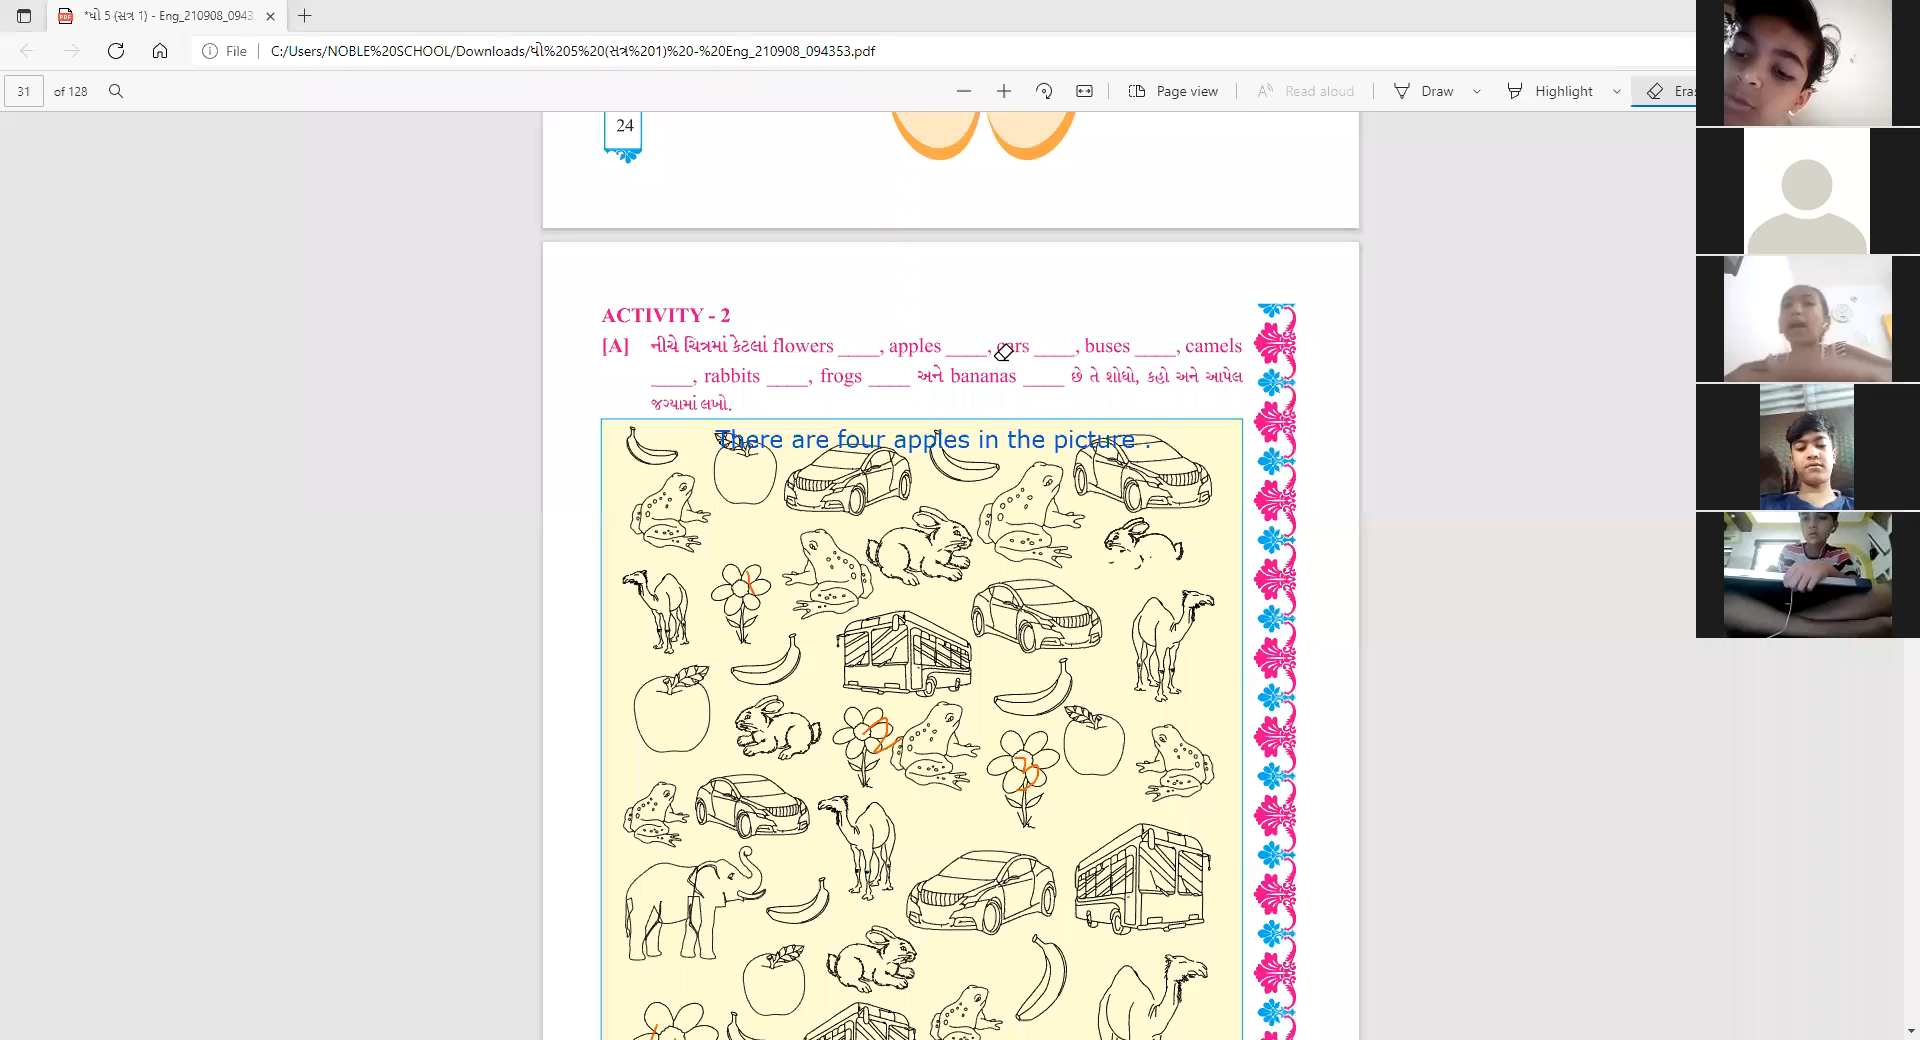 *ધો 5 (સત્ર 1) - Eng_210908_0943
File C:/Users/NOBLE%20SCHOOL/Downloads/ધો%205%20(સત્ર%201)%20-%20Eng_210908_094353.pdf
31 of 128 Page view Read aloud Draw Highlight Eras
24
ACTIVITY - 2
[A] નીચે ચિત્રમાં કેટલાં flowers ____, apples ____, cars ____, buses ____, camels
____, rabbits ____, frogs ____ અને bananas ____ છે તે શોધો, કહો અને આપેલ
જગ્યામાં લખો.
There are four apples in the picture .
1
2
3